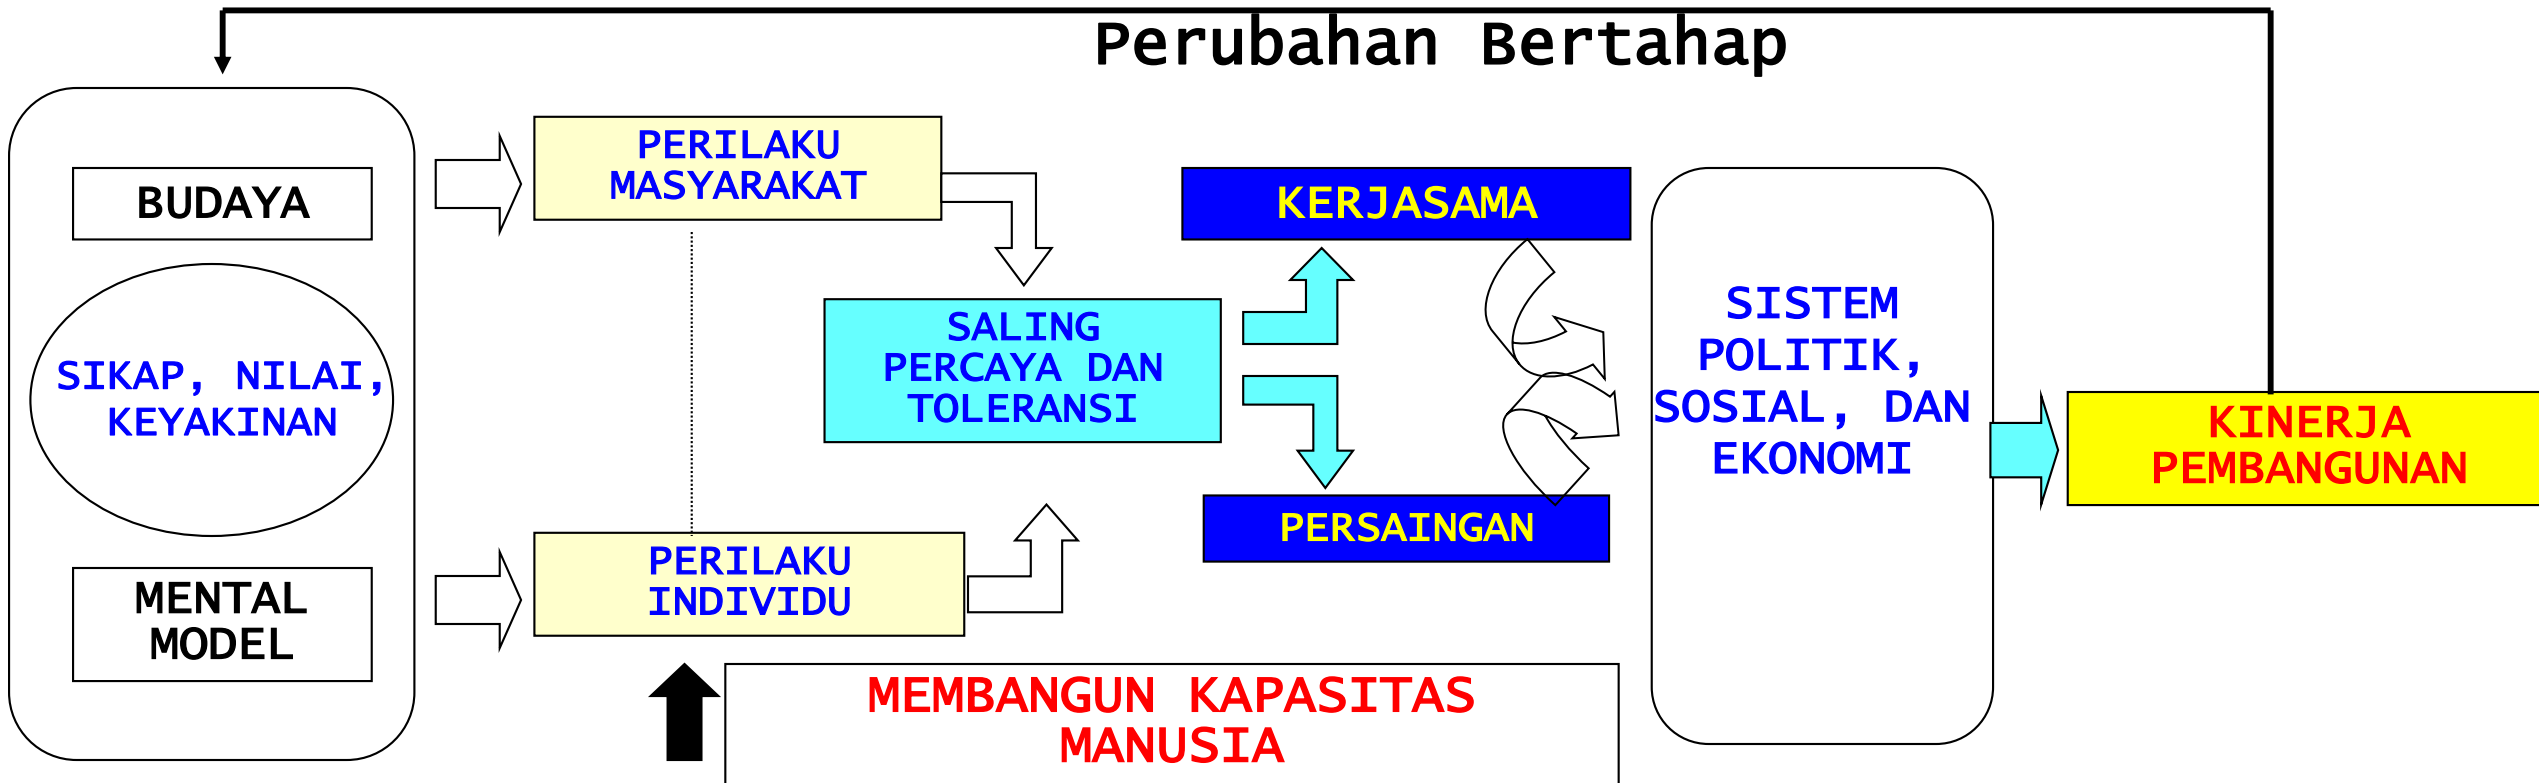 Perubahan Bertahap
BUDAYA
SIKAP, NILAI,
KEYAKINAN
MENTAL
MODEL
PERILAKU
MASYARAKAT
PERILAKU
INDIVIDU
SALING
PERCAYA DAN
TOLERANSI
KERJASAMA
PERSAINGAN
SISTEM
POLITIK,
SOSIAL, DAN
EKONOMI
KINERJA
PEMBANGUNAN
MEMBANGUN KAPASITAS
MANUSIA